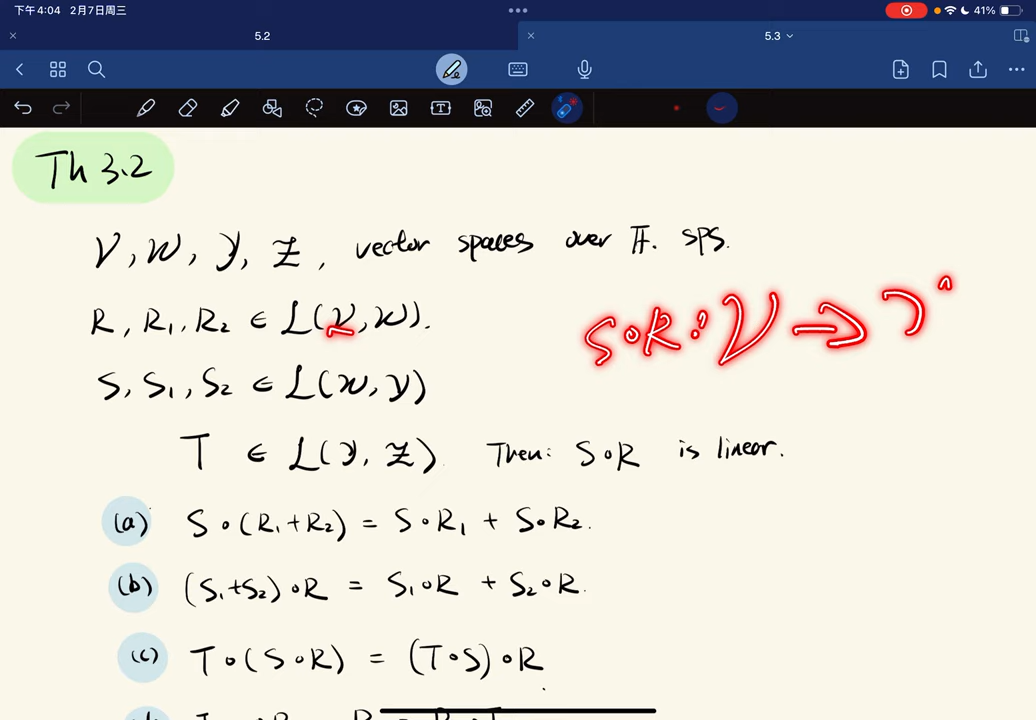 下午4:04 2月7日周三
41%
5.2
5.3
Th 3.2
V, W, Y, Z, vector spaces over F. sps.
R, R₁, R₂ ∈ L(V, W).
S∘R: V →
S, S₁, S₂ ∈ L(W, Y)
T ∈ L(Y, Z). Then: S∘R is linear.
(a) S∘(R₁+R₂) = S∘R₁ + S∘R₂.
(b) (S₁+S₂)∘R = S₁∘R + S₂∘R.
(c) T∘(S∘R) = (T∘S)∘R